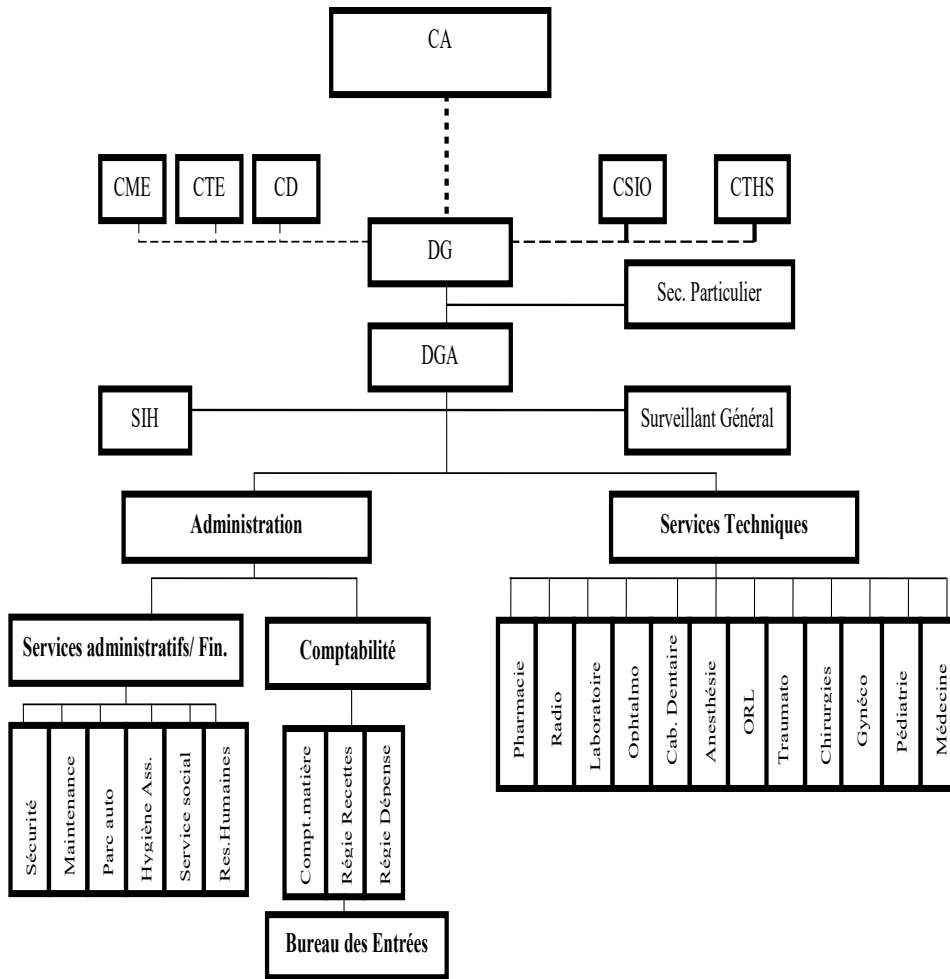 CA
CME
CTE
CD
CSIO
CTHS
DG
Sec. Particulier
DGA
SIH
Surveillant Général
Administration
Services Techniques
Services administratifs/ Fin.
Comptabilité
Sécurité
Maintenance
Parc auto
Hygiène Ass.
Service social
Res.Humaines
Compt.matière
Régie Recettes
Régie Dépense
Pharmacie
Radio
Laboratoire
Ophtalmo
Cab. Dentaire
Anesthésie
ORL
Traumato
Chirurgies
Gynéco
Pédiatrie
Médecine
Bureau des Entrées